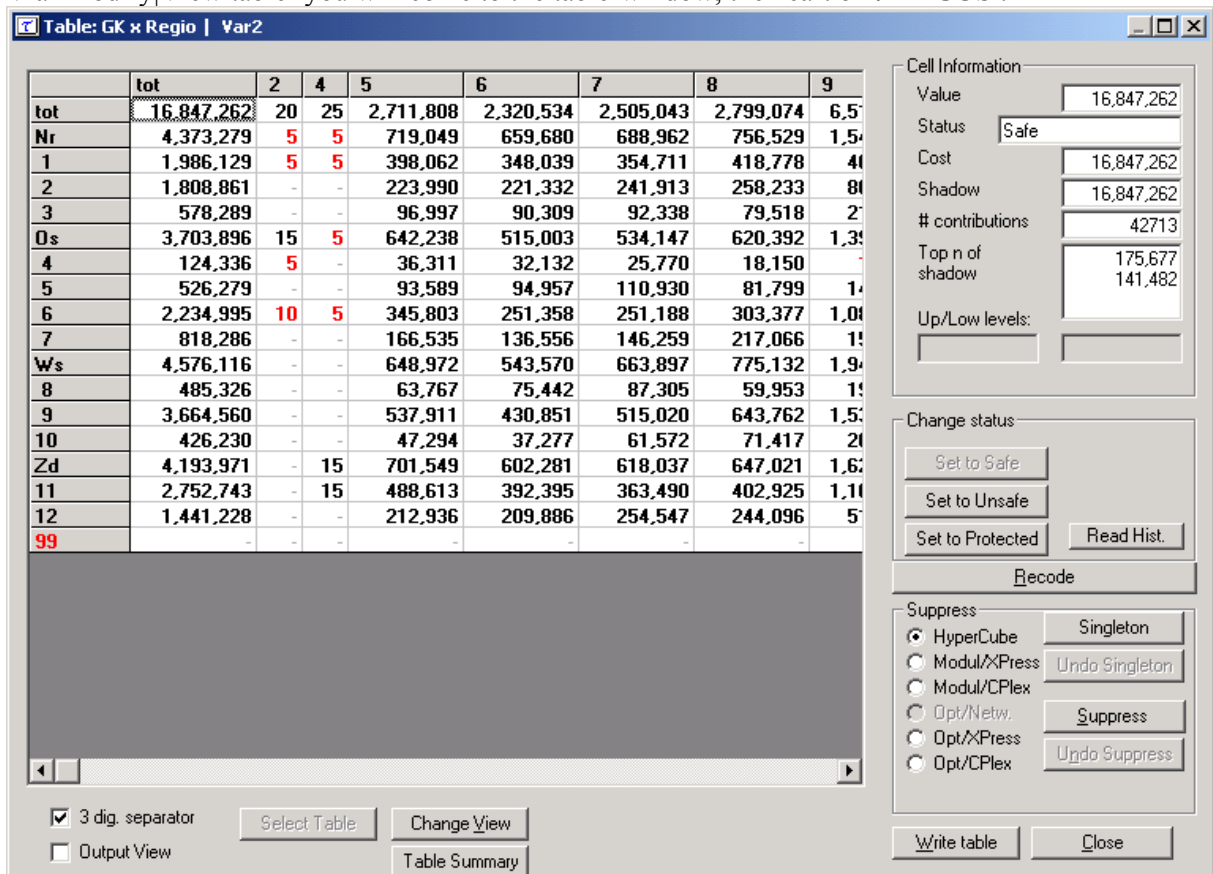 Table: GK x Regio | Var2
tot 2 4 5 6 7 8 9
tot 16,847,262 20 25 2,711,808 2,320,534 2,505,043 2,799,074
Nr 4,373,279 5 5 719,049 659,680 688,962 756,529
1 1,986,129 5 5 398,062 348,039 354,711 418,778
2 1,808,861 - - 223,990 221,332 241,913 258,233
3 578,289 - - 96,997 90,309 92,338 79,518
Os 3,703,896 15 5 642,238 515,003 534,147 620,392
4 124,336 5 - 36,311 32,132 25,770 18,150
5 526,279 - - 93,589 94,957 110,930 81,799
6 2,234,995 10 5 345,803 251,358 251,188 303,377
7 818,286 - - 166,535 136,556 146,259 217,066
Ws 4,576,116 - - 648,972 543,570 663,897 775,132
8 485,326 - - 63,767 75,442 87,305 59,953
9 3,664,560 - - 537,911 430,851 515,020 643,762
10 426,230 - - 47,294 37,277 61,572 71,417
Zd 4,193,971 - 15 701,549 602,281 618,037 647,021
11 2,752,743 - 15 488,613 392,395 363,490 402,925
12 1,441,228 - - 212,936 209,886 254,547 244,096
99 - - - - - - -
3 dig. separator
Output View
Select Table
Change View
Table Summary
Cell Information
Value 16,847,262
Status Safe
Cost 16,847,262
Shadow 16,847,262
# contributions 42713
Top n of shadow 175,677
141,482
Up/Low levels:
Change status
Set to Safe
Set to Unsafe
Set to Protected Read Hist.
Recode
Suppress
HyperCube Singleton
Modul/XPress Undo Singleton
Modul/CPlex
Opt/Netw. Suppress
Opt/XPress
Opt/CPlex Undo Suppress
Write table Close